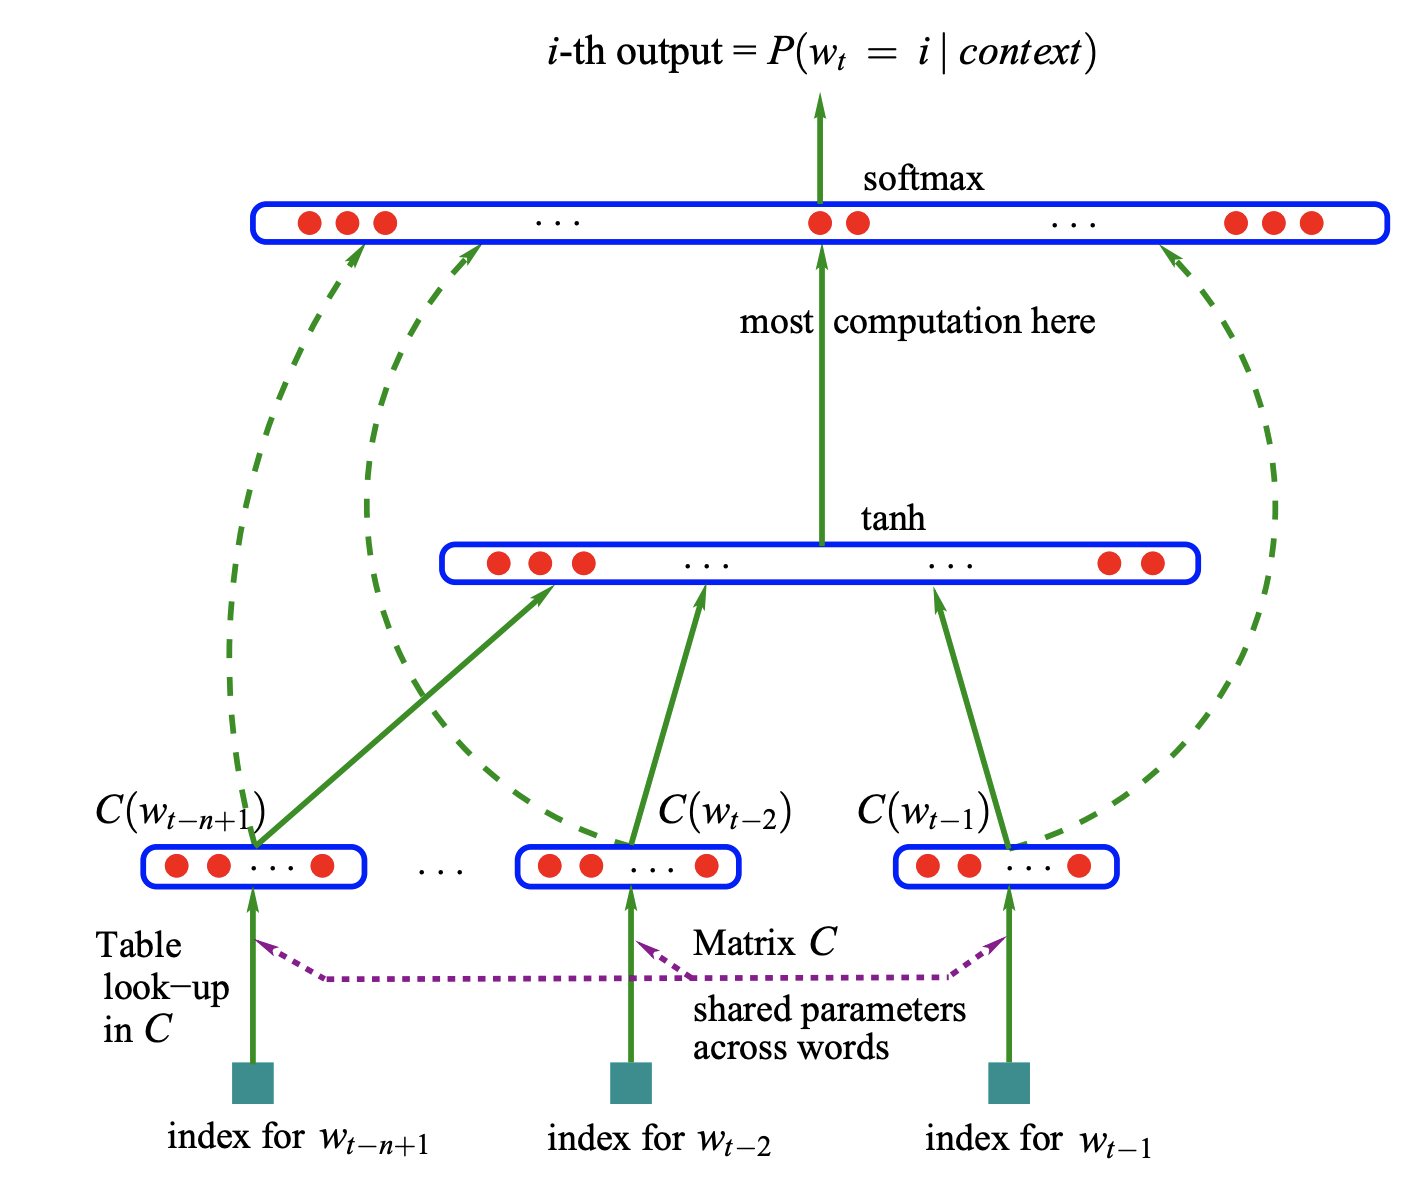 i-th output = P(w_t = i | context)
softmax
. . .
. . .
most computation here
tanh
. . .
. . .
C(w_{t−n+1})
C(w_{t−2})
C(w_{t−1})
. . .
. . .
. . .
. . .
Table
look−up
in C
Matrix C
shared parameters
across words
index for w_{t−n+1}
index for w_{t−2}
index for w_{t−1}